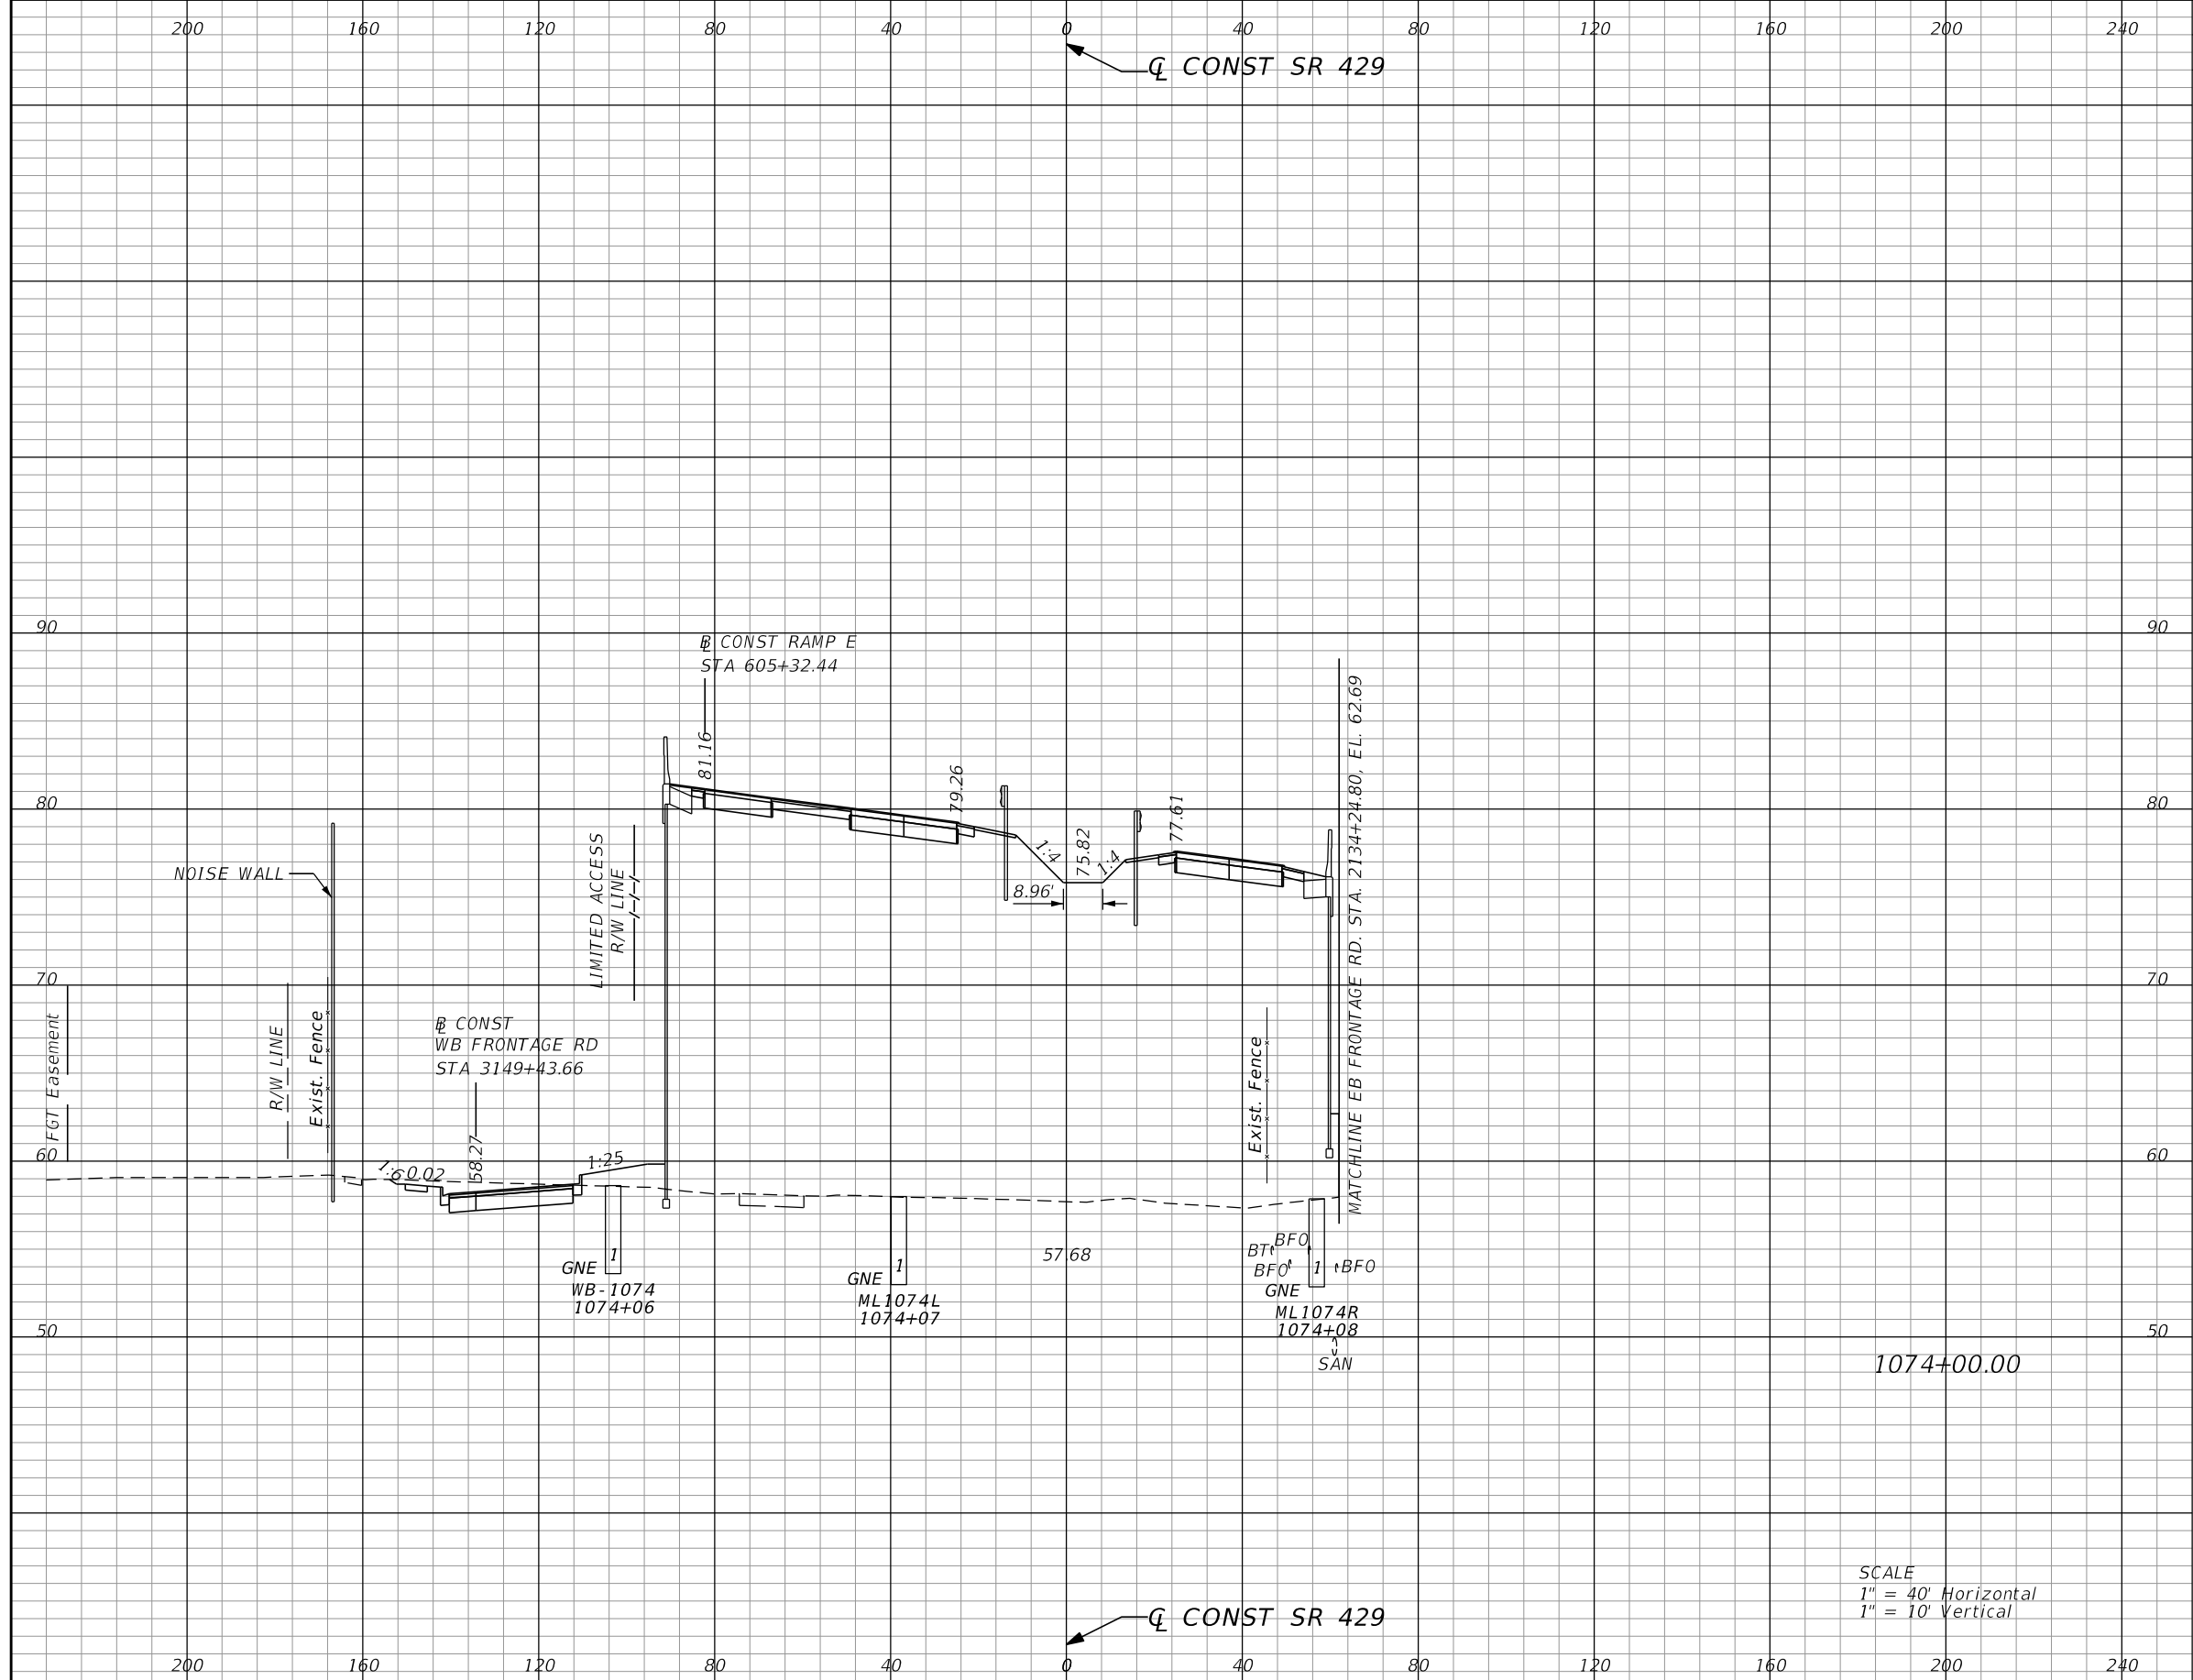 200 160 120 80 40 0 40 80 120 160 200 240
℄ CONST SR 429
90 90
℄ CONST RAMP E
STA 605+32.44
81.16
79.26
80 80
77.61
75.82
1:4
1:4
8.96'
NOISE WALL
LIMITED ACCESS
R/W LINE
MATCHLINE EB FRONTAGE RD. STA. 2134+24.80, EL. 62.69
70 70
FGT Easement
R/W LINE
Exist. Fence
Exist. Fence
BL CONST
WB FRONTAGE RD
STA 3149+43.66
58.27
60 60
1:6
0.02
1:25
1
GNE
WB-1074
1074+06
1
GNE
ML1074L
1074+07
57.68
BT
BFO
BFO
BFO
1
GNE
ML1074R
1074+08
SAN
50 50
1074+00.00
SCALE
1" = 40' Horizontal
1" = 10' Vertical
℄ CONST SR 429
200 160 120 80 40 0 40 80 120 160 200 240